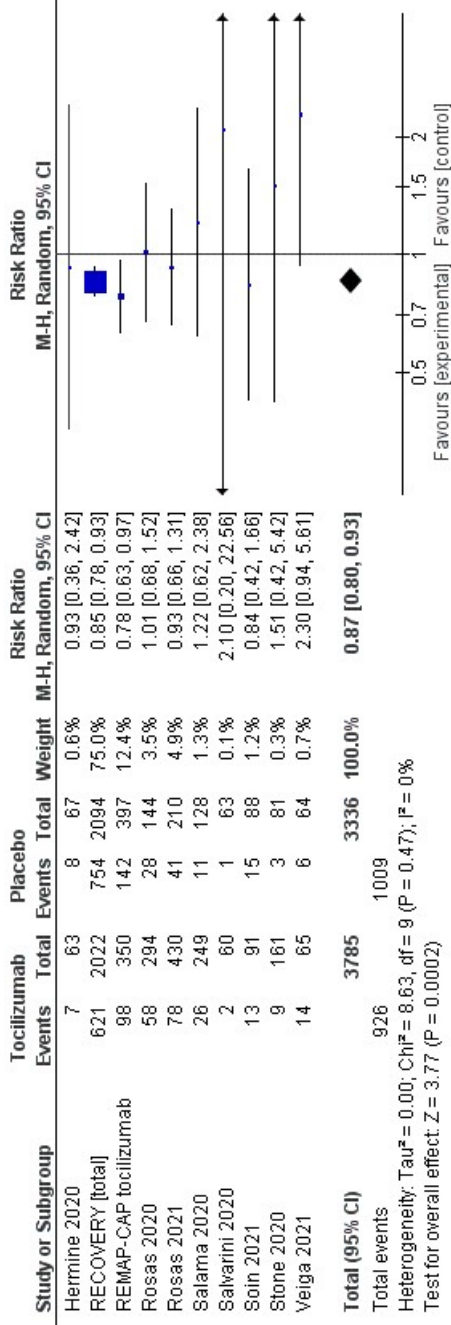 Tocilizumab Placebo Risk Ratio Risk Ratio
Study or Subgroup Events Total Events Total Weight M-H, Random, 95% CI M-H, Random, 95% CI
Hermine 2020 7 63 8 67 0.6% 0.93 [0.36, 2.42]
RECOVERY [total] 621 2022 754 2094 75.0% 0.85 [0.78, 0.93]
REMAP-CAP tocilizumab 98 350 142 397 12.4% 0.78 [0.63, 0.97]
Rosas 2020 58 294 28 144 3.5% 1.01 [0.68, 1.52]
Rosas 2021 78 430 41 210 4.9% 0.93 [0.66, 1.31]
Salama 2020 26 249 11 128 1.3% 1.22 [0.62, 2.38]
Salvarini 2020 2 60 1 63 0.1% 2.10 [0.20, 22.56]
Soin 2021 13 91 15 88 1.2% 0.84 [0.42, 1.66]
Stone 2020 9 161 3 81 0.3% 1.51 [0.42, 5.42]
Veiga 2021 14 65 6 64 0.7% 2.30 [0.94, 5.61]
Total (95% CI) 3785 3336 100.0% 0.87 [0.80, 0.93]
Total events 926 1009
Heterogeneity: Tau² = 0.00; Chi² = 8.63, df = 9 (P = 0.47); I² = 0%
Test for overall effect: Z = 3.77 (P = 0.0002)
0.5 0.7 1 1.5 2
Favours [experimental] Favours [control]